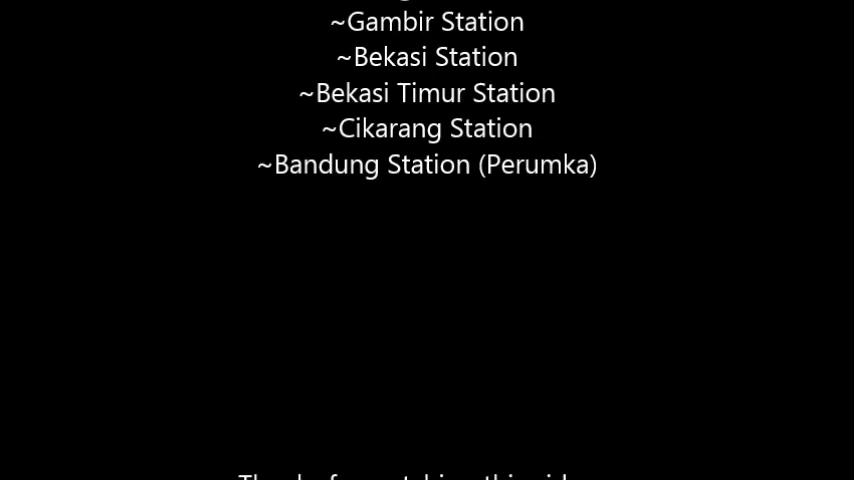 ~Gambir Station
~Bekasi Station
~Bekasi Timur Station
~Cikarang Station
~Bandung Station (Perumka)